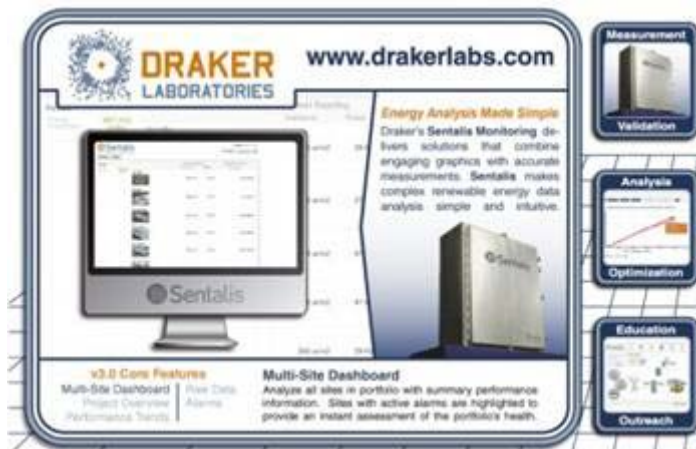 DRAKER
LABORATORIES
www.drakerlabs.com
Energy Analysis Made Simple
Draker's Sentalis Monitoring de-
livers solutions that combine
engaging graphics with accurate
measurements. Sentalis makes
complex renewable energy data
analysis simple and intuitive.
Sentalis
Sentalis
Sentalis
v3.0 Core Features
Multi-Site Dashboard
Project Overview
Performance Trends
Raw Data
Alarms
Multi-Site Dashboard
Analyze all sites in portfolio with summary performance
information. Sites with active alarms are highlighted to
provide an instant assessment of the portfolio's health.
Measurement
Validation
Analysis
Optimization
Education
Outreach